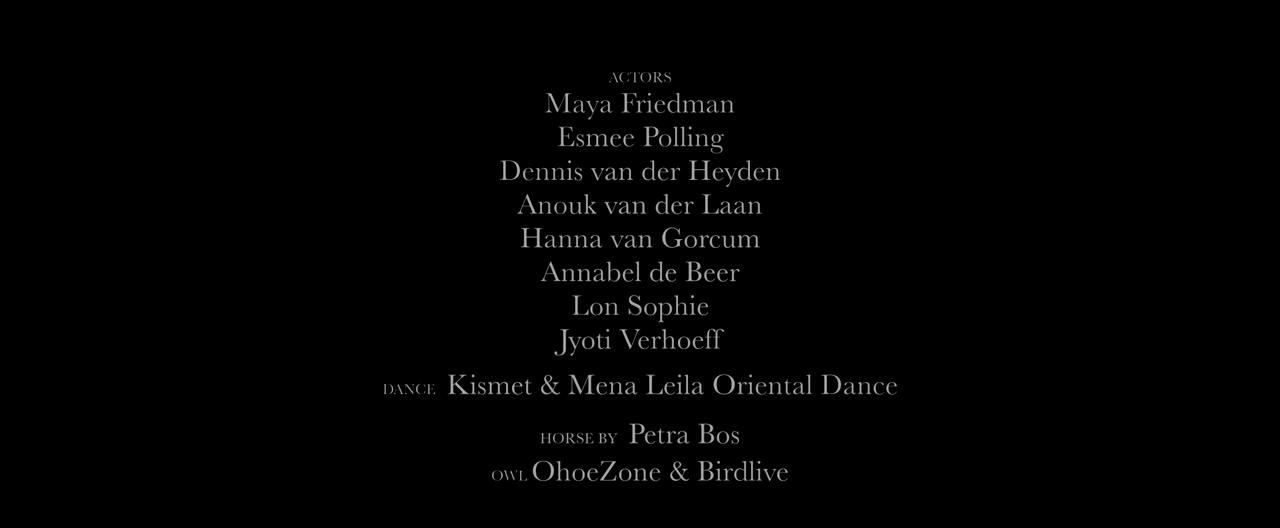 ACTORS
Maya Friedman
Esmee Polling
Dennis van der Heyden
Anouk van der Laan
Hanna van Gorcum
Annabel de Beer
Lon Sophie
Jyoti Verhoeff
DANCE Kismet & Mena Leila Oriental Dance
HORSE BY Petra Bos
OWL OhoeZone & Birdlive